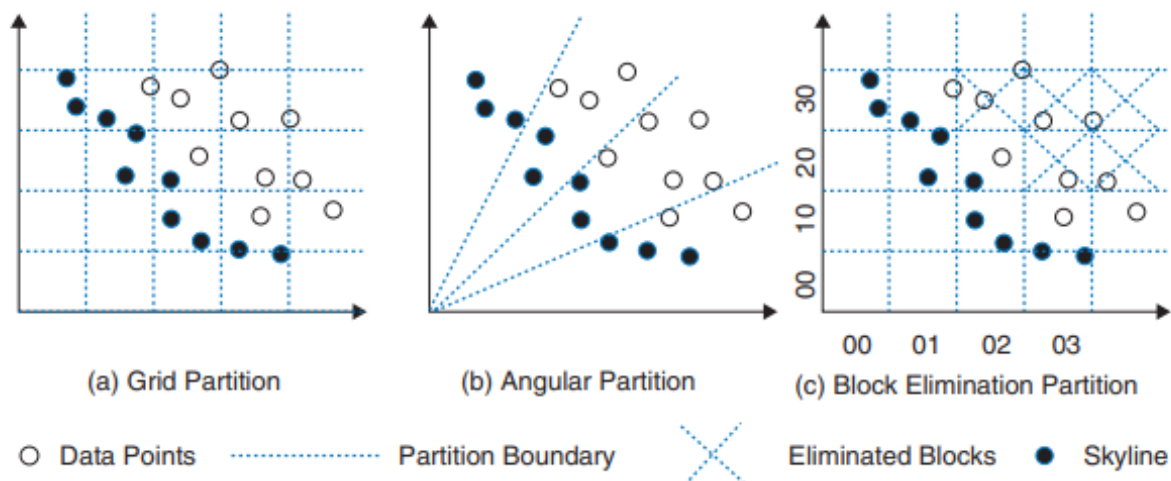 30
20
10
00
00 01 02 03
(a) Grid Partition (b) Angular Partition (c) Block Elimination Partition
Data Points Partition Boundary Eliminated Blocks Skyline